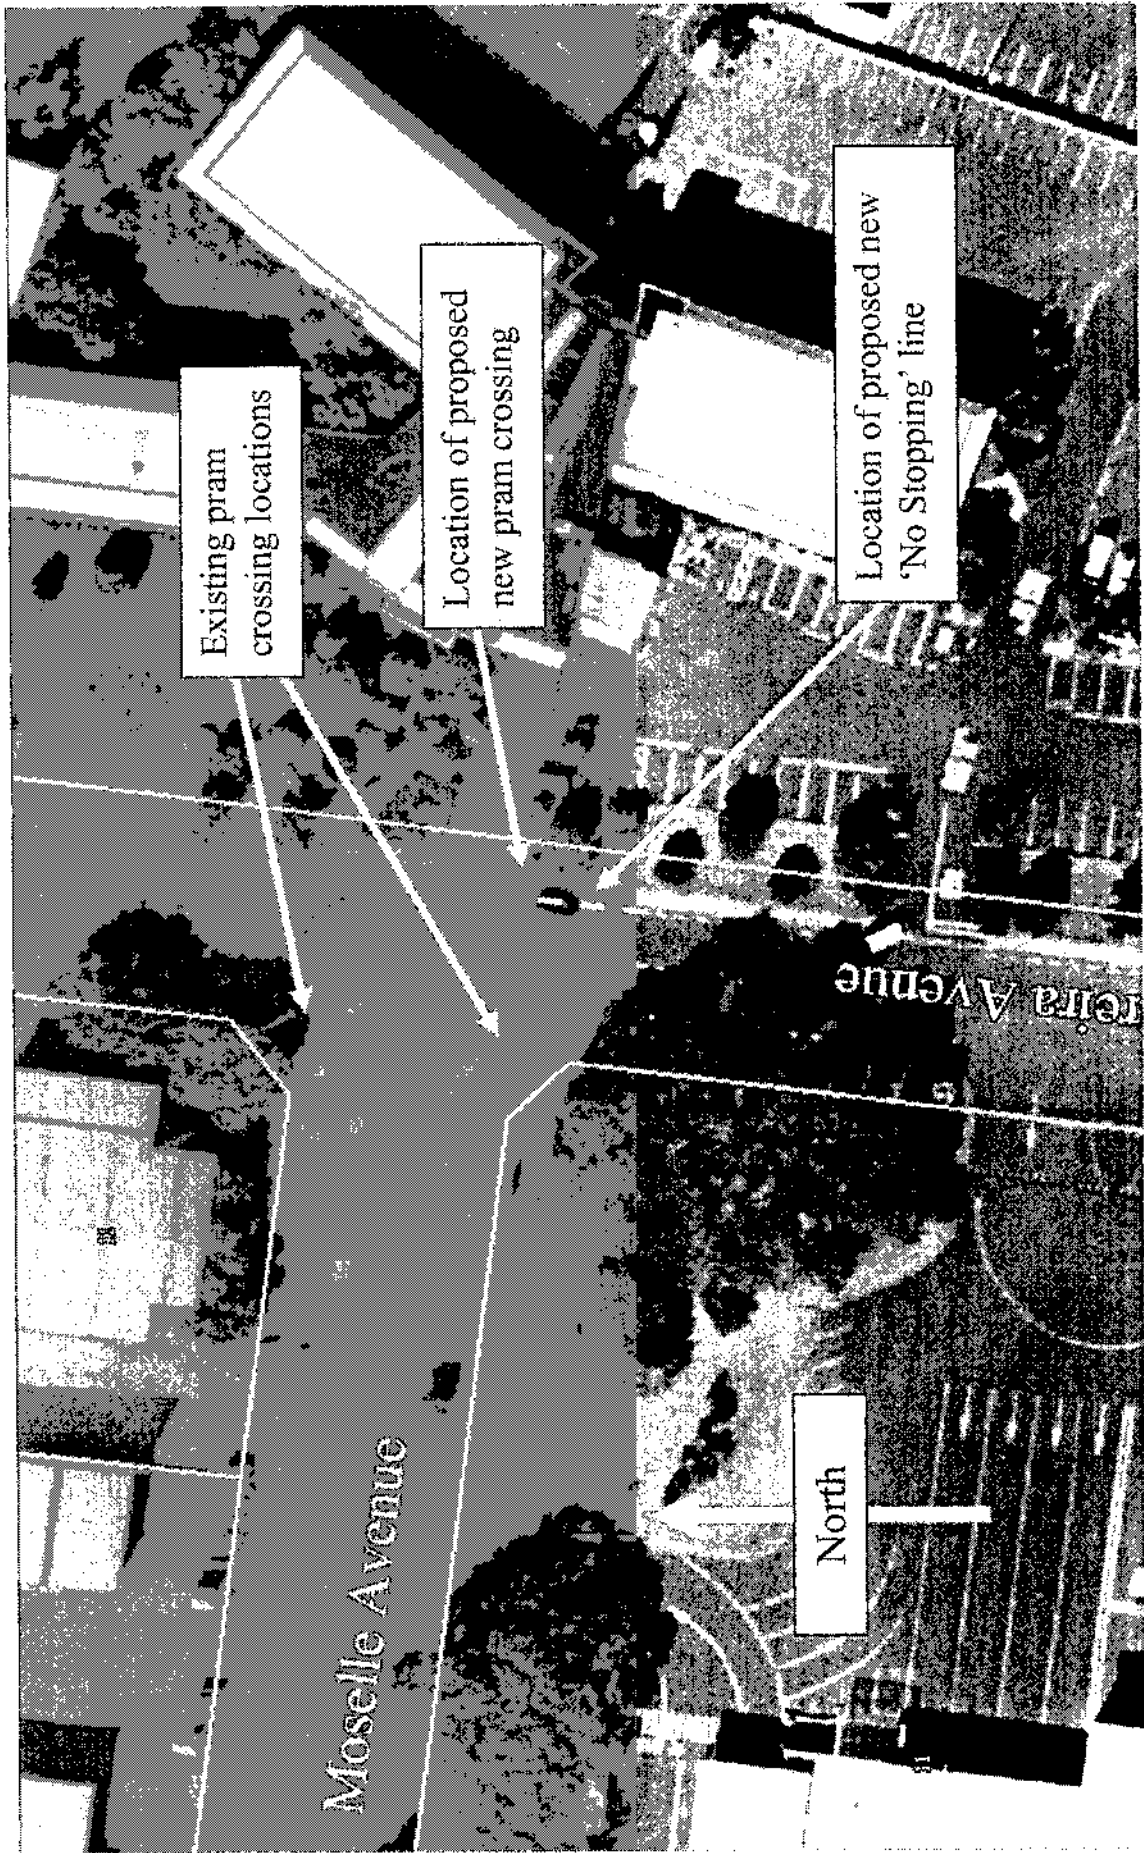 Existing pram
crossing locations
Location of proposed
new pram crossing
Location of proposed new
‘No Stopping’ line
reira Avenue
Moselle Avenue
North